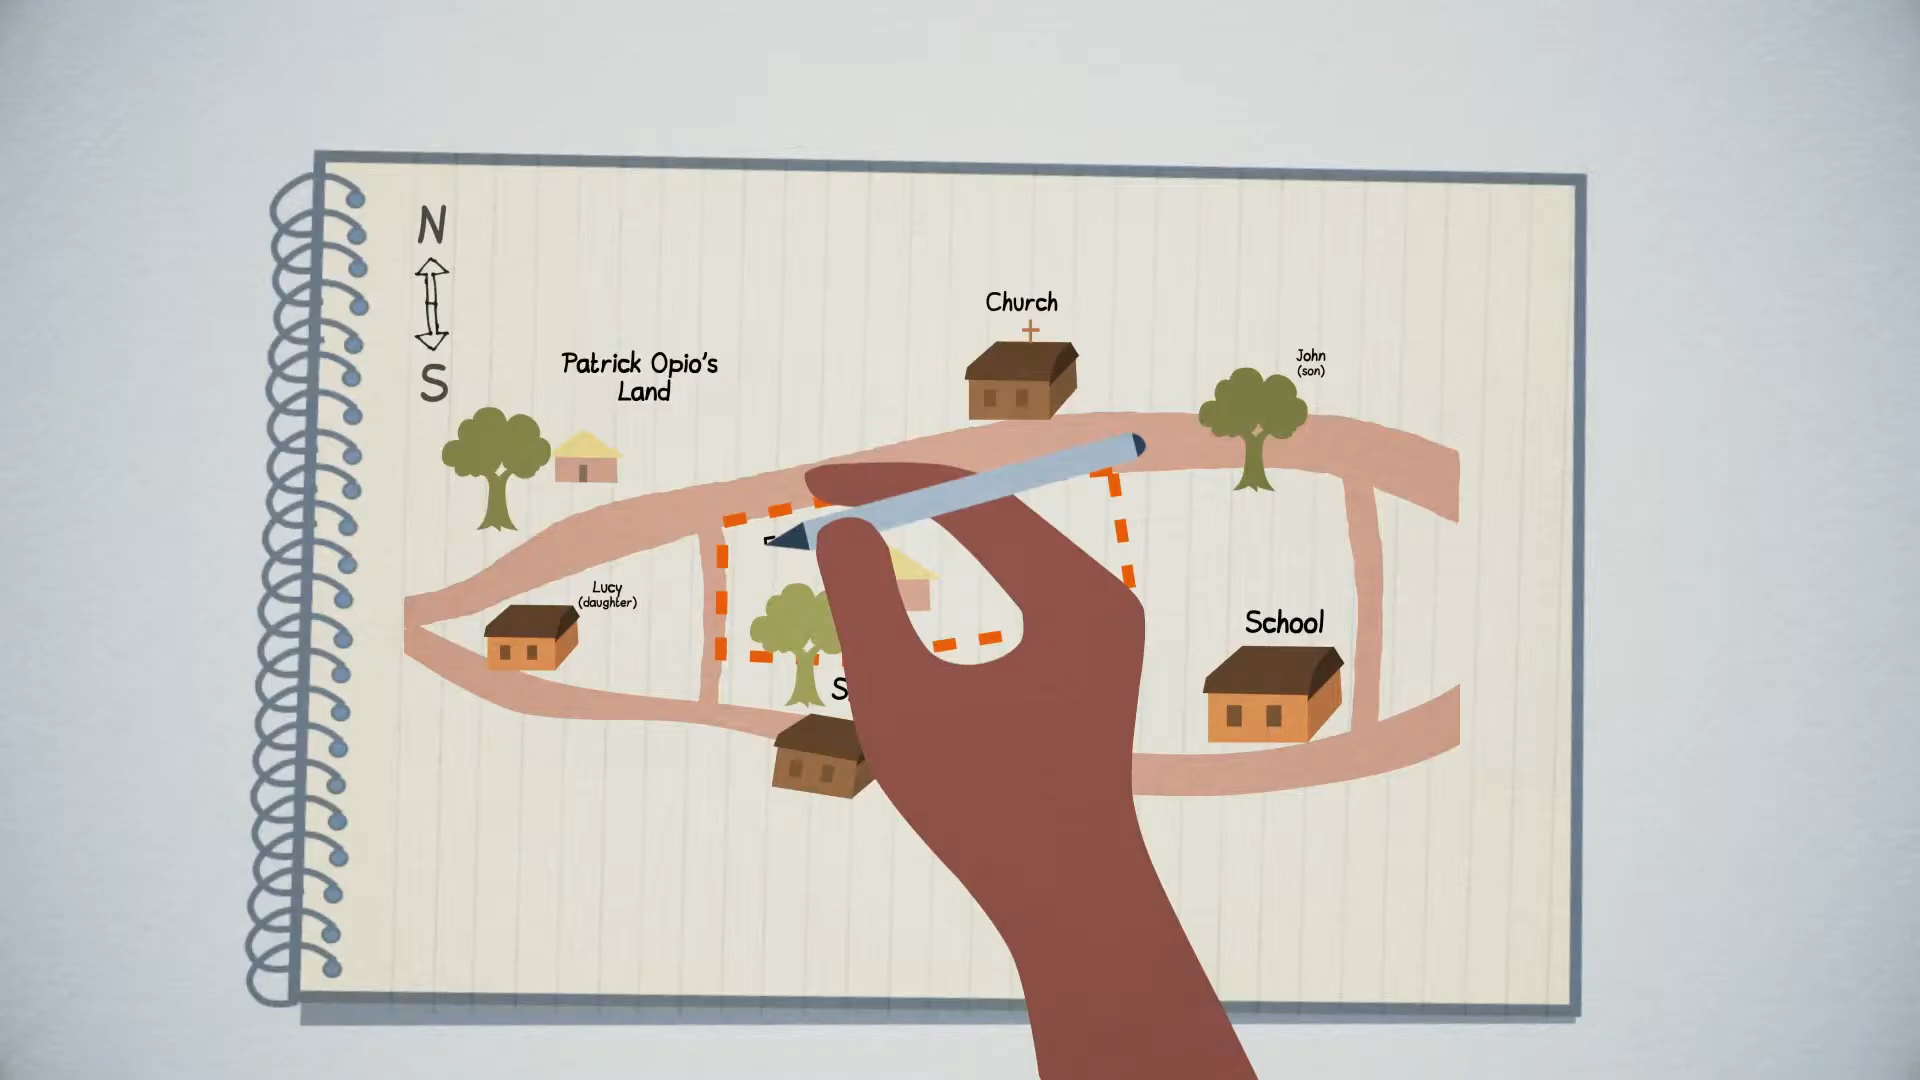 N
S
Patrick Opio's
Land
Church
John
(son)
Lucy
(daughter)
School